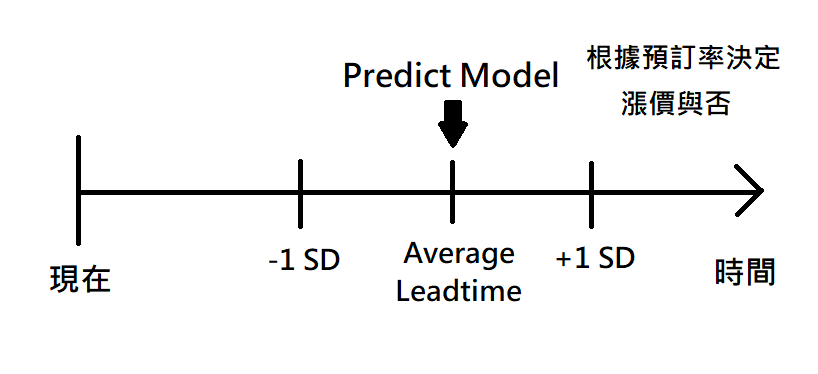 根據預訂率決定
漲價與否
Predict Model
-1 SD
Average
Leadtime
+1 SD
現在
時間